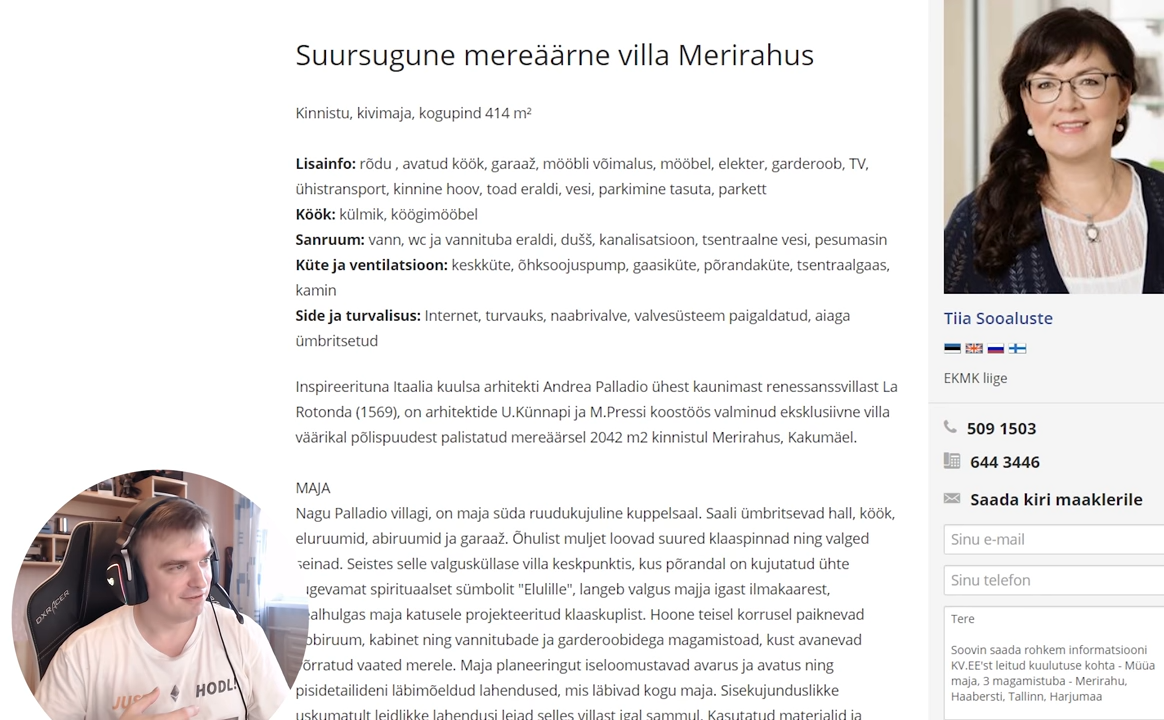 Suursugune mereäärne villa Merirahus
Kinnistu, kivimaja, kogupind 414 m²
Lisainfo: rõdu , avatud köök, garaaž, mööbli võimalus, mööbel, elekter, garderoob, TV,
ühistransport, kinnine hoov, toad eraldi, vesi, parkimine tasuta, parkett
Köök: külmik, köögimööbel
Sanruum: vann, wc ja vannituba eraldi, dušš, kanalisatsioon, tsentraalne vesi, pesumasin
Küte ja ventilatsioon: keskküte, õhksoojuspump, gaasiküte, põrandaküte, tsentraalgaas,
kamin
Side ja turvalisus: Internet, turvauks, naabrivalve, valvesüsteem paigaldatud, aiaga
ümbritsetud
Inspireerituna Itaalia kuulsa arhitekti Andrea Palladio ühest kaunimast renessanssvillast La
Rotonda (1569), on arhitektide U.Künnapi ja M.Pressi koostöös valminud eksklusiivne villa
väärikal põlispuudest palistatud mereäärsel 2042 m2 kinnistul Merirahus, Kakumäel.
MAJA
Nagu Palladio villagi, on maja süda ruudukujuline kuppelsaal. Saali ümbritsevad hall, köök,
eluruumid, abiruumid ja garaaž. Õhulist muljet loovad suured klaaspinnad ning valged
seinad. Seistes selle valgusküllase villa keskpunktis, kus põrandal on kujutatud ühte
spirituaalset sümbolit "Elulille", langeb valgus majja igast ilmakaarest,
maja katusele projekteeritud klaaskuplist. Hoone teisel korrusel paiknevad
kabinet ning vannitubade ja garderoobidega magamistoad, kust avanevad
vaated merele. Maja planeeringut iseloomustavad avarus ja avatus ning
pisidetailideni läbimõeldud lahendused, mis läbivad kogu maja. Sisekujunduslikke
uskumatult leidlikke lahendusi leiad selles villast igal sammul. Kasutatud materjalid ja
Tiia Sooaluste
EKMK liige
509 1503
644 3446
Saada kiri maaklerile
Sinu e-mail
Sinu telefon
Tere
Soovin saada rohkem informatsiooni
KV.EE'st leitud kuulutuse kohta - Müüa
maja, 3 magamistuba - Merirahu,
Haabersti, Tallinn, Harjumaa
DXRACER
HODL!